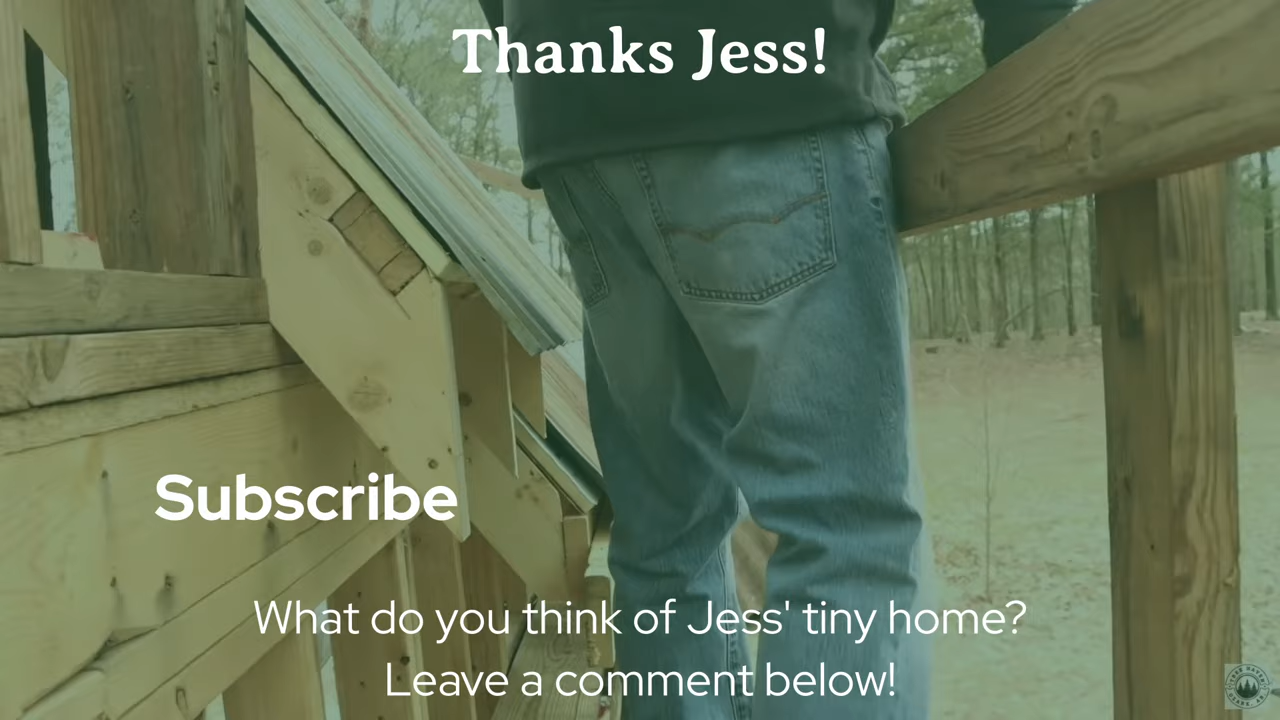 Thanks Jess!
Subscribe
What do you think of Jess' tiny home?
Leave a comment below!